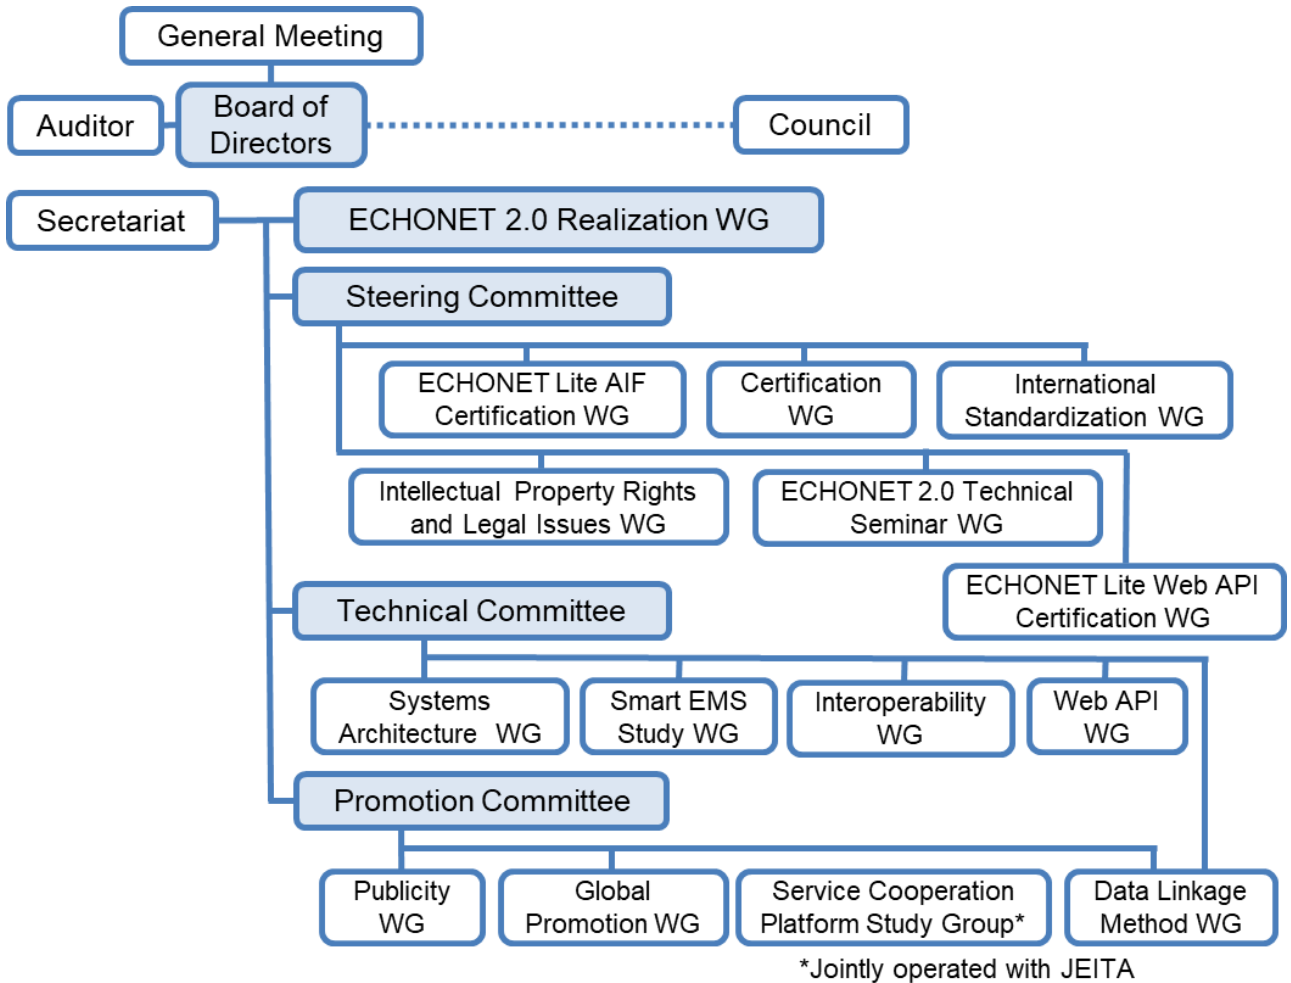 General Meeting
Auditor
Board of
Directors
Council
Secretariat
ECHONET 2.0 Realization WG
Steering Committee
ECHONET Lite AIF
Certification WG
Certification
WG
International
Standardization WG
Intellectual Property Rights
and Legal Issues WG
ECHONET 2.0 Technical
Seminar WG
ECHONET Lite Web API
Certification WG
Technical Committee
Systems
Architecture WG
Smart EMS
Study WG
Interoperability
WG
Web API
WG
Promotion Committee
Publicity
WG
Global
Promotion WG
Service Cooperation
Platform Study Group*
Data Linkage
Method WG
*Jointly operated with JEITA